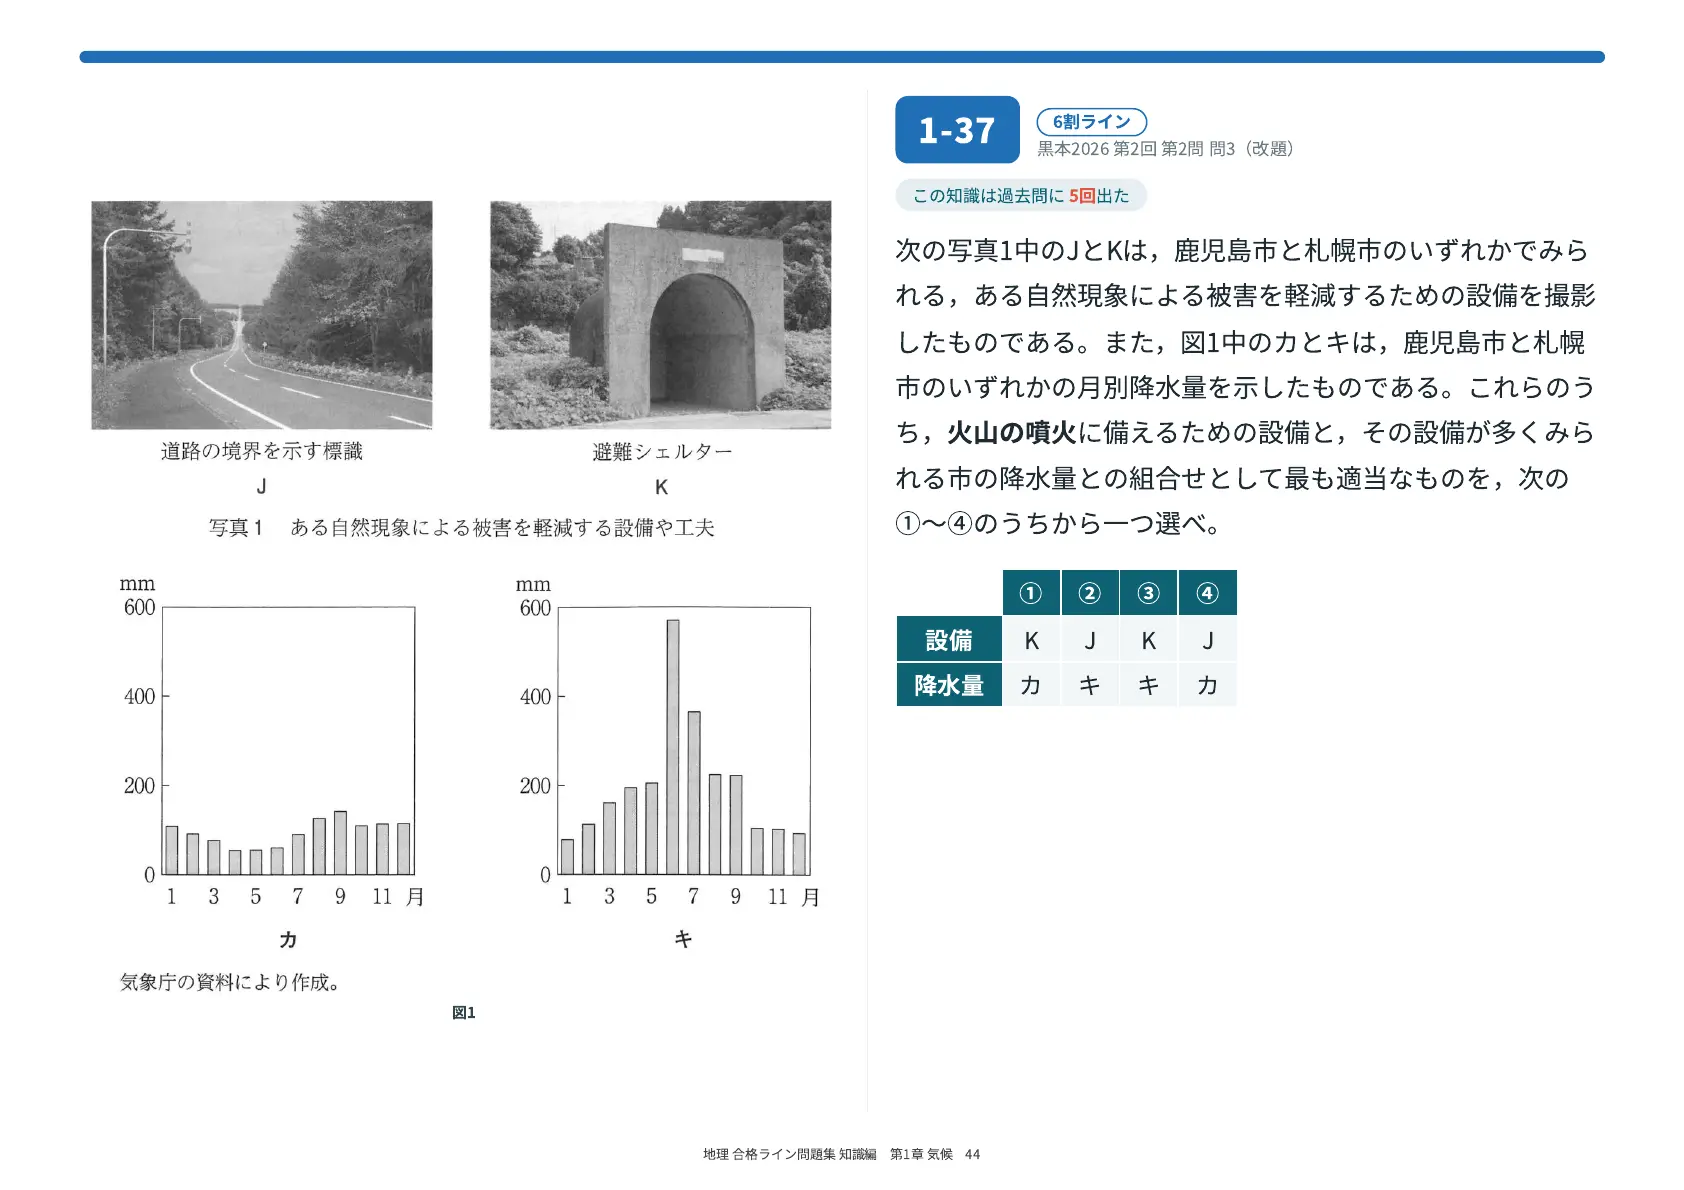 道路の境界を示す標識
J
避難シェルター
K
写真1　ある自然現象による被害を軽減する設備や工夫
mm
600
400
200
0
1 3 5 7 9 11 月
カ
mm
600
400
200
0
1 3 5 7 9 11 月
キ
気象庁の資料により作成。
図1
1-37
6割ライン
黒本2026 第2回 第2問 問3（改題）
この知識は過去問に 5回出た
次の写真1中のJとKは，鹿児島市と札幌市のいずれかでみら
れる，ある自然現象による被害を軽減するための設備を撮影
したものである。また，図1中のカとキは，鹿児島市と札幌
市のいずれかの月別降水量を示したものである。これらのう
ち，火山の噴火に備えるための設備と，その設備が多くみら
れる市の降水量との組合せとして最も適当なものを，次の
①～④のうちから一つ選べ。
① ② ③ ④
設備 K J K J
降水量 カ キ キ カ
地理 合格ライン問題集 知識編　第1章 気候　44